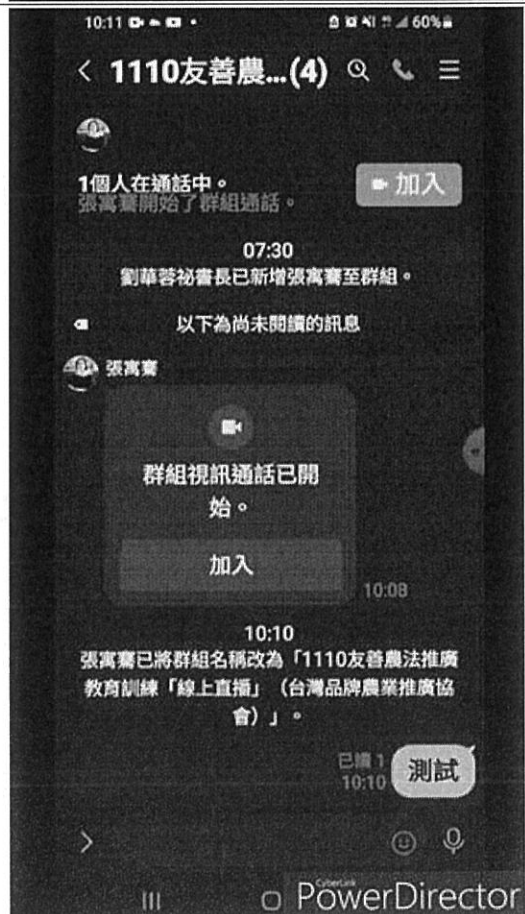 10:11
60%
1110友善農...(4)
1個人在通話中。
張寓騫開始了群組通話。
加入
07:30
劉華蓉祕書長已新增張寓騫至群組。
以下為尚未閱讀的訊息
張寓騫
群組視訊通話已開
始。
加入
10:08
10:10
張寓騫已將群組名稱改為「1110友善農法推廣
教育訓練「線上直播」（台灣品牌農業推廣協
會）」。
已讀 1
10:10
測試
CyberLink
PowerDirector